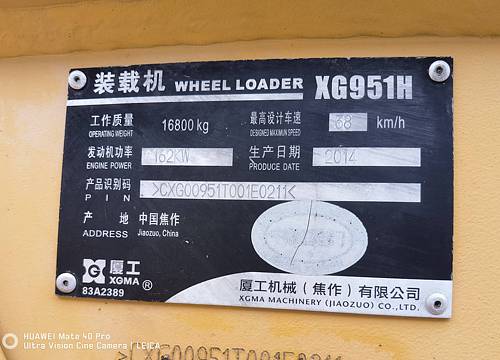 装载机 WHEEL LOADER XG951H
工作质量 16800 kg 最高设计车速 38 km/h
OPERATING WEIGHT DESIGNED MAXIMUN SPEED
发动机功率 162KW 生产日期 2014
ENGINE POWER PRODUCE DATE
产品识别码 >CXG00951T001E0211<
P I N
产 地 中国焦作
ADDRESS Jiaozuo, China
厦工
XGMA ®
83A2389
厦工机械（焦作）有限公司
XGMA MACHINERY (JIAOZUO) CO.,LTD.
HUAWEI Mate 40 Pro
Ultra Vision Cine Camera | LEICA
>CXG00951T001E0211